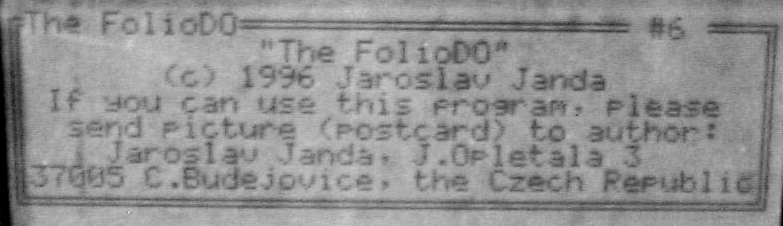 The FolioDO #6
"The FolioDO"
(c) 1996 Jaroslav Janda
If you can use this program, please
send picture (postcard) to author:
Jaroslav Janda, J.Opletala 3
37005 C.Budejovice, the Czech Republic